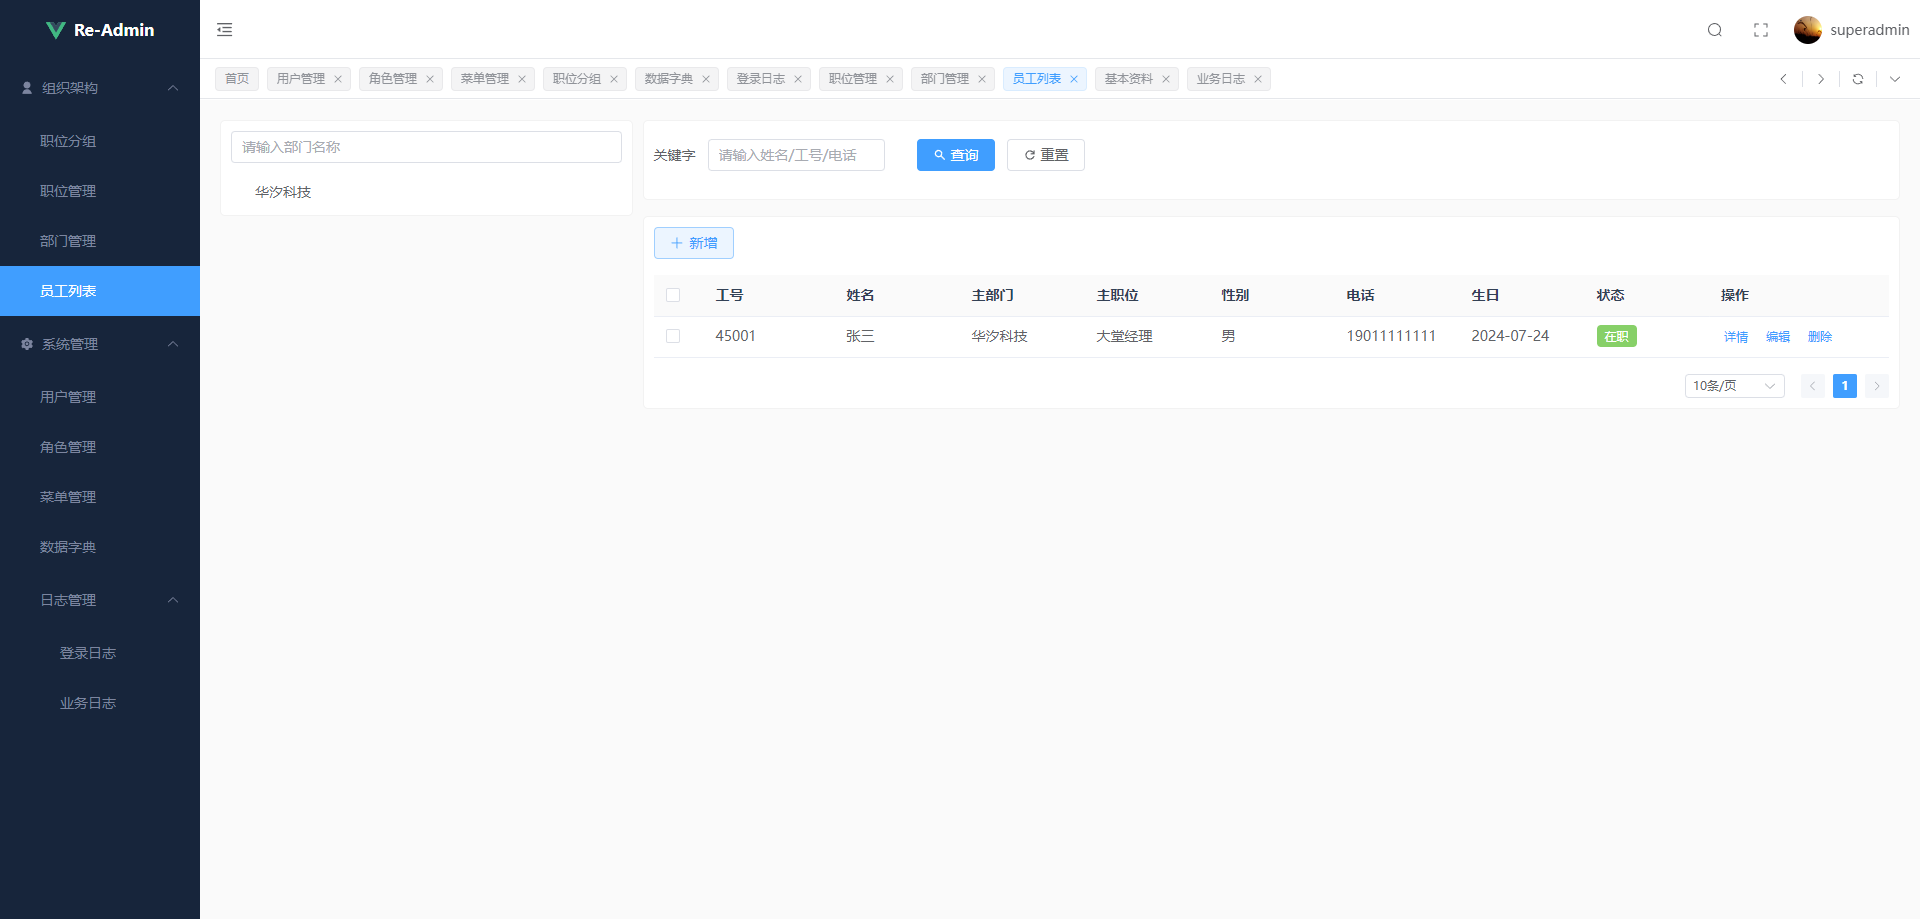 Re-Admin
superadmin
首页 用户管理 角色管理 菜单管理 职位分组 数据字典 登录日志 职位管理 部门管理 员工列表 基本资料 业务日志
组织架构
职位分组
职位管理
部门管理
员工列表
系统管理
用户管理
角色管理
菜单管理
数据字典
日志管理
登录日志
业务日志
请输入部门名称
华汐科技
关键字 请输入姓名/工号/电话 查询 重置
新增
工号 姓名 主部门 主职位 性别 电话 生日 状态 操作
45001 张三 华汐科技 大堂经理 男 19011111111 2024-07-24 在职 详情 编辑 删除
10条/页 1